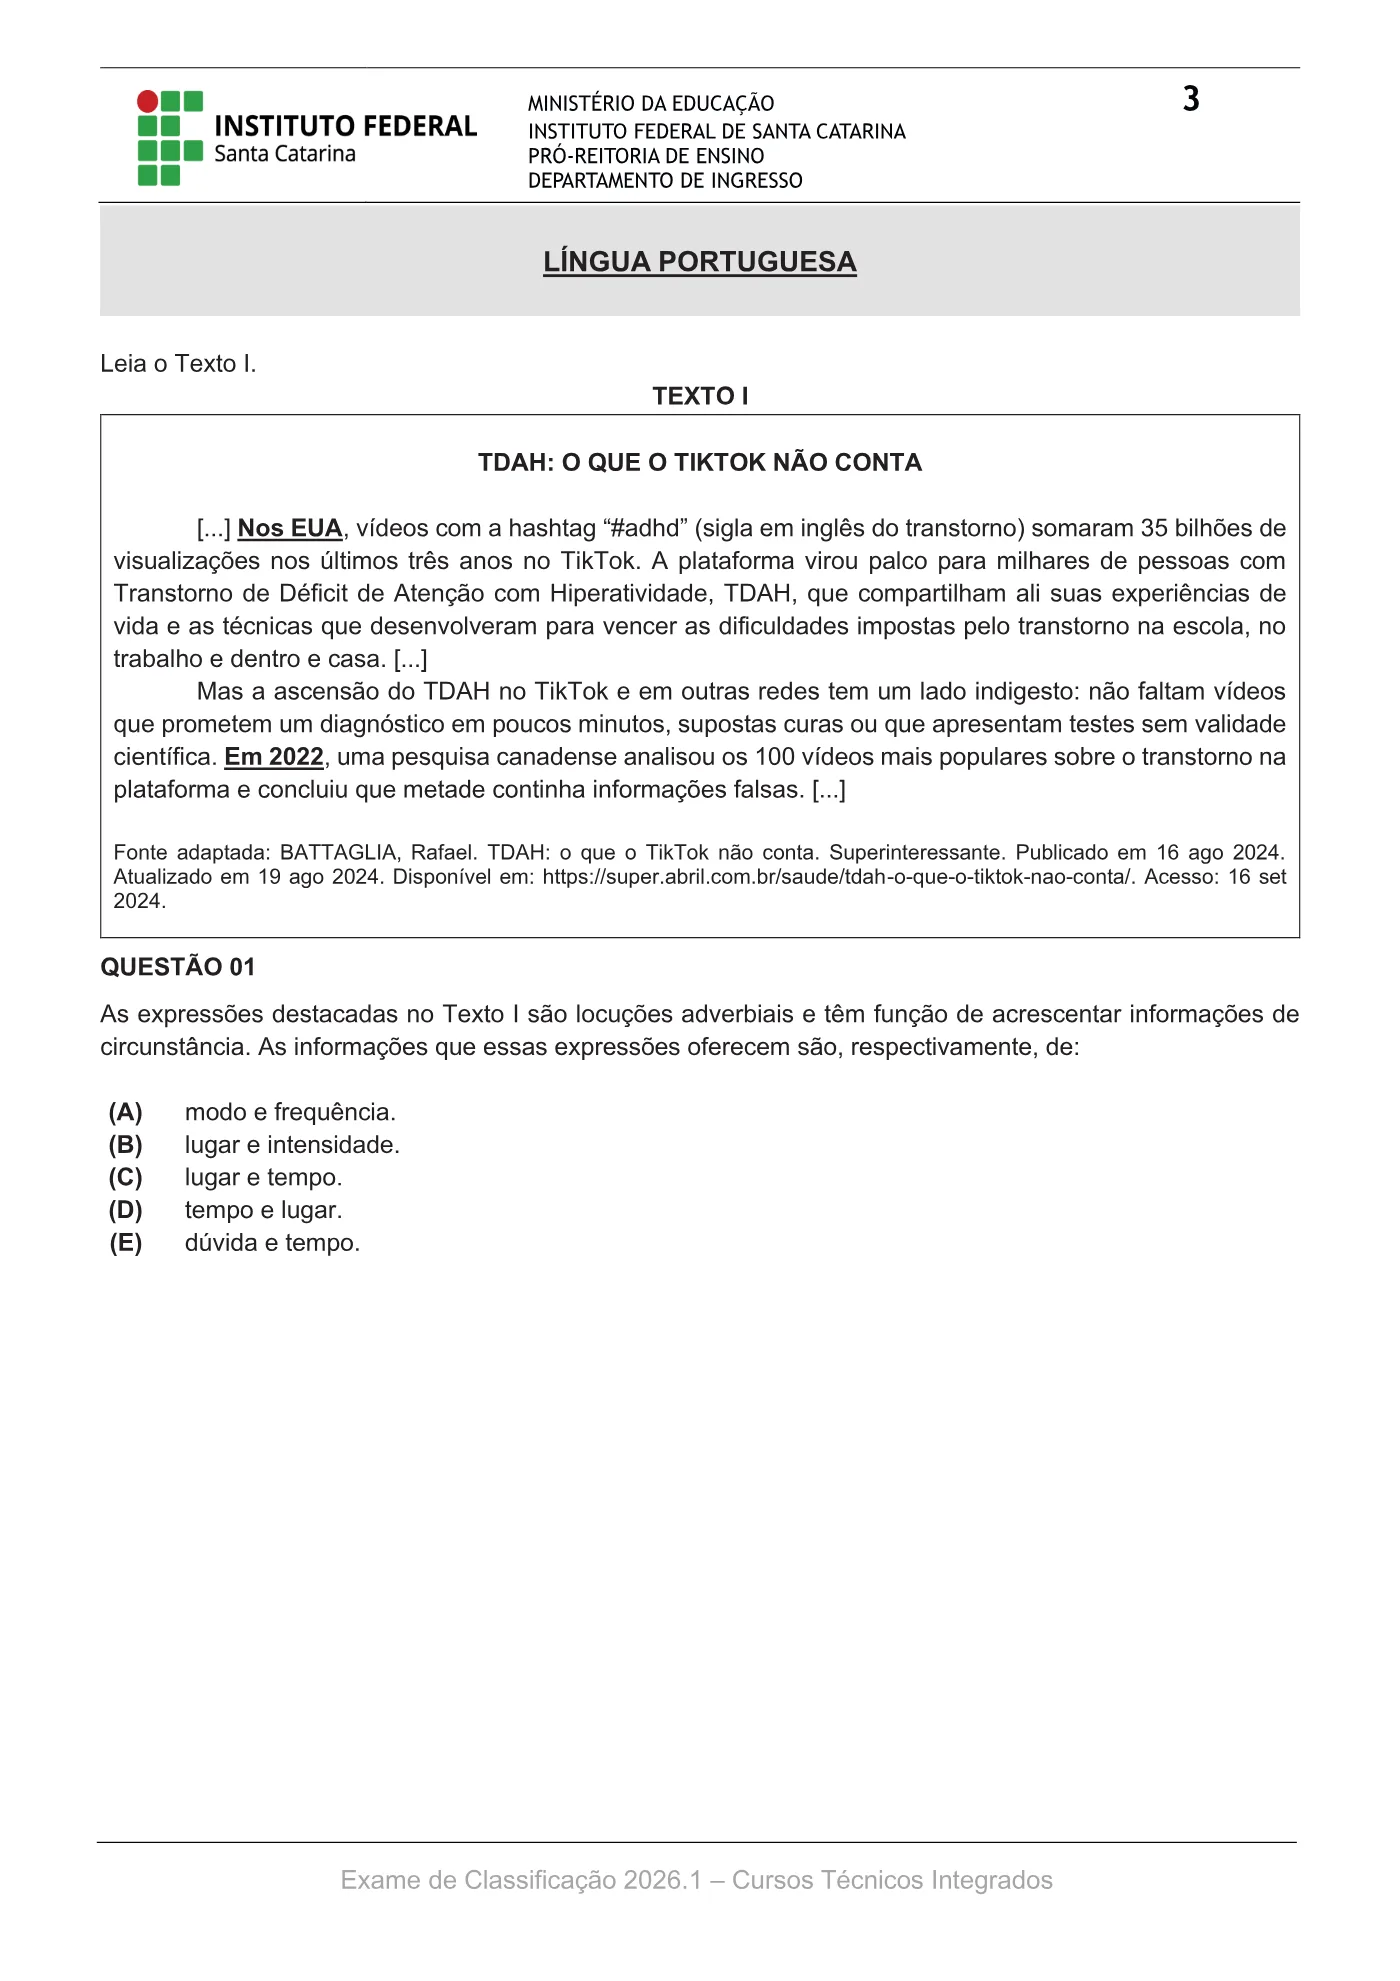 INSTITUTO FEDERAL
Santa Catarina
MINISTÉRIO DA EDUCAÇÃO
INSTITUTO FEDERAL DE SANTA CATARINA
PRÓ-REITORIA DE ENSINO
DEPARTAMENTO DE INGRESSO
3
LÍNGUA PORTUGUESA
Leia o Texto I.
TEXTO I
TDAH: O QUE O TIKTOK NÃO CONTA
[...] Nos EUA, vídeos com a hashtag “#adhd” (sigla em inglês do transtorno) somaram 35 bilhões de
visualizações nos últimos três anos no TikTok. A plataforma virou palco para milhares de pessoas com
Transtorno de Déficit de Atenção com Hiperatividade, TDAH, que compartilham ali suas experiências de
vida e as técnicas que desenvolveram para vencer as dificuldades impostas pelo transtorno na escola, no
trabalho e dentro e casa. [...]
Mas a ascensão do TDAH no TikTok e em outras redes tem um lado indigesto: não faltam vídeos
que prometem um diagnóstico em poucos minutos, supostas curas ou que apresentam testes sem validade
científica. Em 2022, uma pesquisa canadense analisou os 100 vídeos mais populares sobre o transtorno na
plataforma e concluiu que metade continha informações falsas. [...]
Fonte adaptada: BATTAGLIA, Rafael. TDAH: o que o TikTok não conta. Superinteressante. Publicado em 16 ago 2024.
Atualizado em 19 ago 2024. Disponível em: https://super.abril.com.br/saude/tdah-o-que-o-tiktok-nao-conta/. Acesso: 16 set
2024.
QUESTÃO 01
As expressões destacadas no Texto I são locuções adverbiais e têm função de acrescentar informações de
circunstância. As informações que essas expressões oferecem são, respectivamente, de:
(A) modo e frequência.
(B) lugar e intensidade.
(C) lugar e tempo.
(D) tempo e lugar.
(E) dúvida e tempo.
Exame de Classificação 2026.1 – Cursos Técnicos Integrados